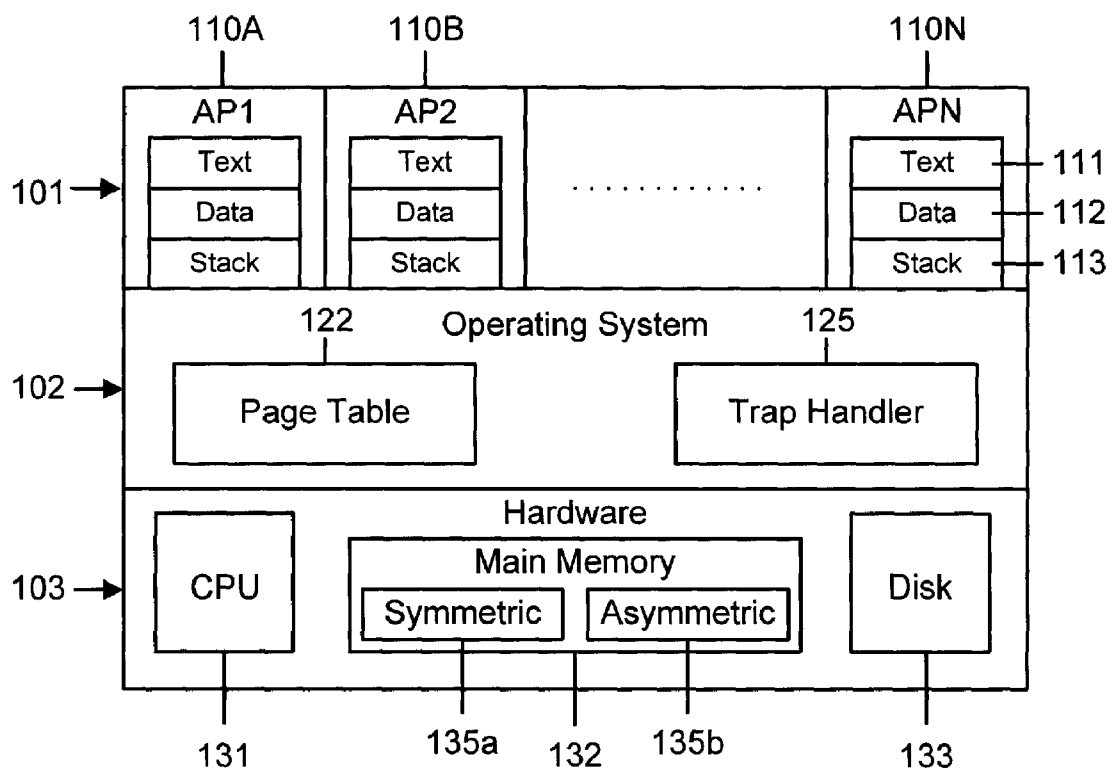 110A 110B 110N
AP1 AP2 APN
Text Text Text 111
101 . . . . . . . . . . . . .
Data Data Data 112
Stack Stack Stack 113
122 Operating System 125
102 Page Table Trap Handler
Hardware
Main Memory
103 CPU Disk
Symmetric Asymmetric
131 135a 132 135b 133